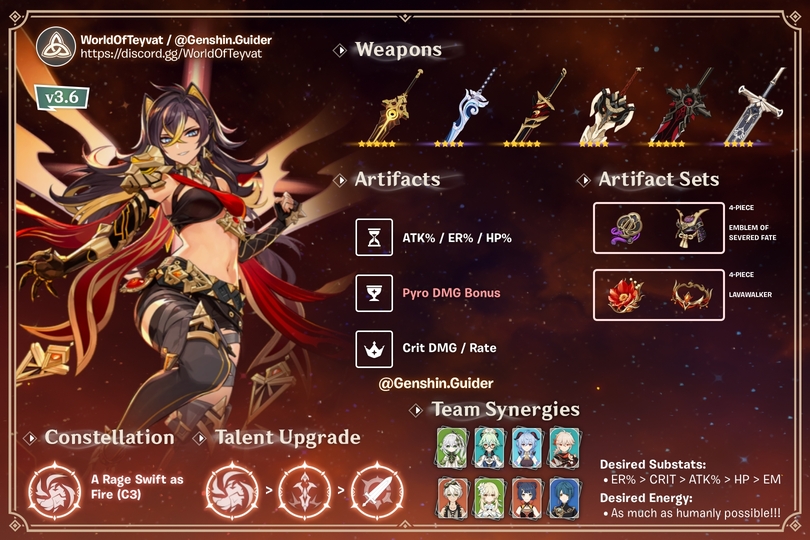 WorldOfTeyvat / @Genshin.Guider
https://discord.gg/WorldOfTeyvat
v3.6
Weapons
Artifacts
ATK% / ER% / HP%
Pyro DMG Bonus
Crit DMG / Rate
@Genshin.Guider
Artifact Sets
4-PIECE
EMBLEM OF
SEVERED FATE
4-PIECE
LAVAWALKER
Constellation
A Rage Swift as
Fire (C3)
Talent Upgrade
> >
Team Synergies
Desired Substats:
• ER% > CRIT > ATK% > HP > EM
Desired Energy:
• As much as humanly possible!!!